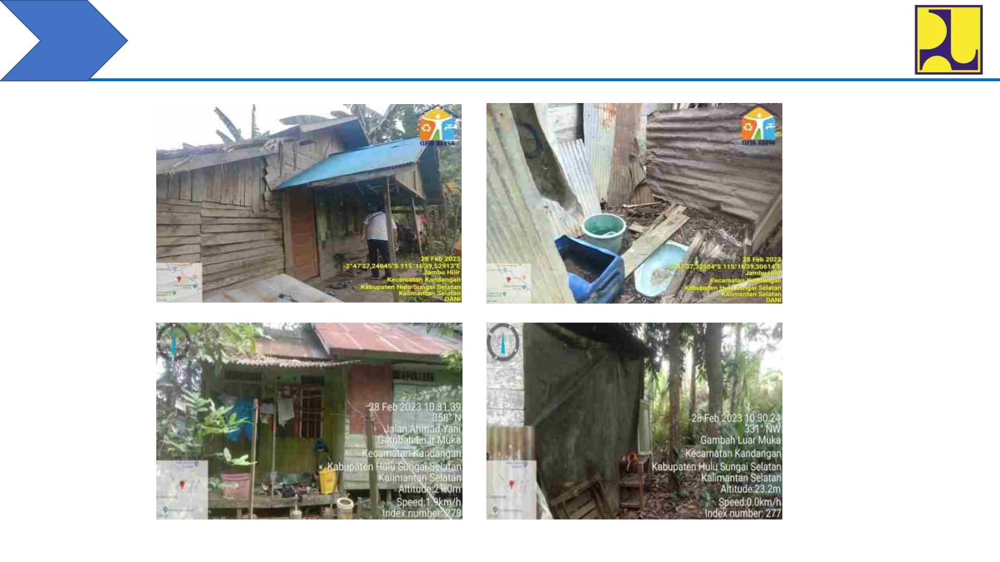 CIPTA KARYA
28 Feb 2023
-2°47'37,24645"S 115°16'39,52913"E
Jambu Hilir
Kecamatan Kandangan
Kabupaten Hulu Sungai Selatan
Kalimantan Selatan
DANI
CIPTA KARYA
28 Feb 2023
-2°47'37,32504"S 115°16'39,30614"E
Jambu Hilir
Kecamatan Kandangan
Kabupaten Hulu Sungai Selatan
Kalimantan Selatan
DANI
28 Feb 2023 10.31.39
358° N
Jalan Ahmad Yani
Gambah Luar Muka
Kecamatan Kandangan
Kabupaten Hulu Sungai Selatan
Kalimantan Selatan
Altitude:21.0m
Speed:1.9km/h
Index number: 278
28 Feb 2023 10.30.24
331° NW
Gambah Luar Muka
Kecamatan Kandangan
Kabupaten Hulu Sungai Selatan
Kalimantan Selatan
Altitude:23.2m
Speed:0.0km/h
Index number: 277